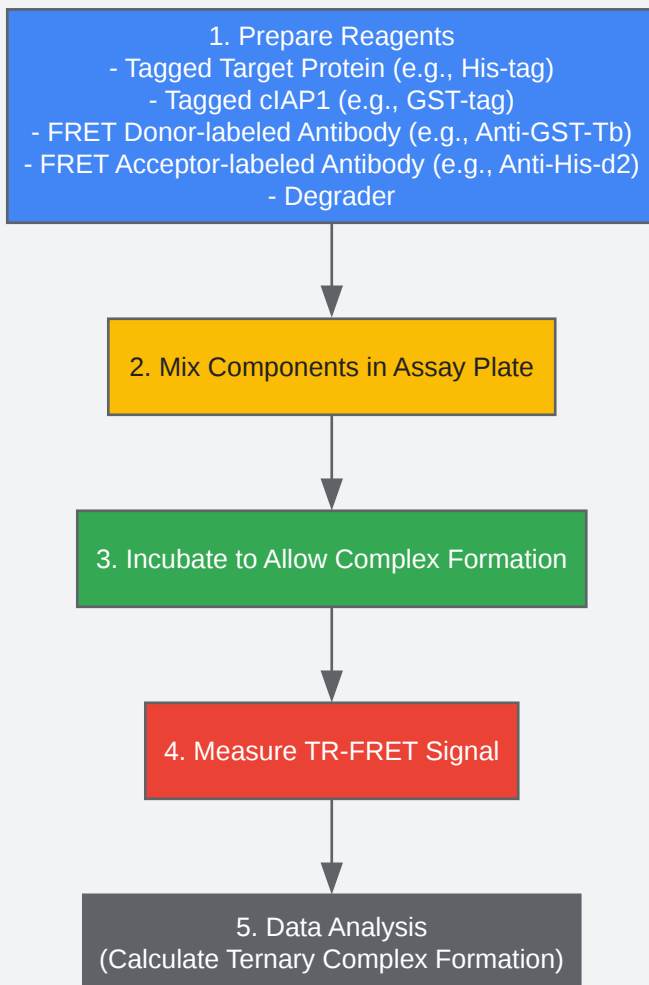 1. Prepare Reagents
- Tagged Target Protein (e.g., His-tag)
- Tagged cIAP1 (e.g., GST-tag)
- FRET Donor-labeled Antibody (e.g., Anti-GST-Tb)
- FRET Acceptor-labeled Antibody (e.g., Anti-His-d2)
- Degrader
2. Mix Components in Assay Plate
3. Incubate to Allow Complex Formation
4. Measure TR-FRET Signal
5. Data Analysis
(Calculate Ternary Complex Formation)